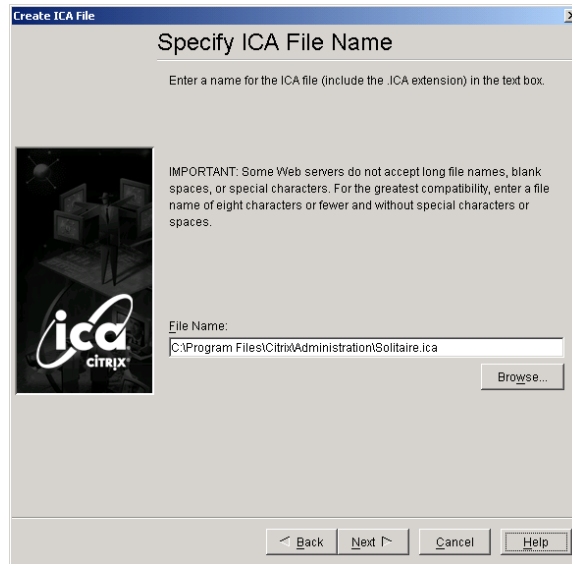 Create ICA File
Specify ICA File Name
Enter a name for the ICA file (include the .ICA extension) in the text box.
IMPORTANT: Some Web servers do not accept long file names, blank
spaces, or special characters. For the greatest compatibility, enter a file
name of eight characters or fewer and without special characters or
spaces.
ica
CITRIX
File Name:
C:\Program Files\Citrix\Administration\Solitaire.ica
Browse...
< Back Next > Cancel Help